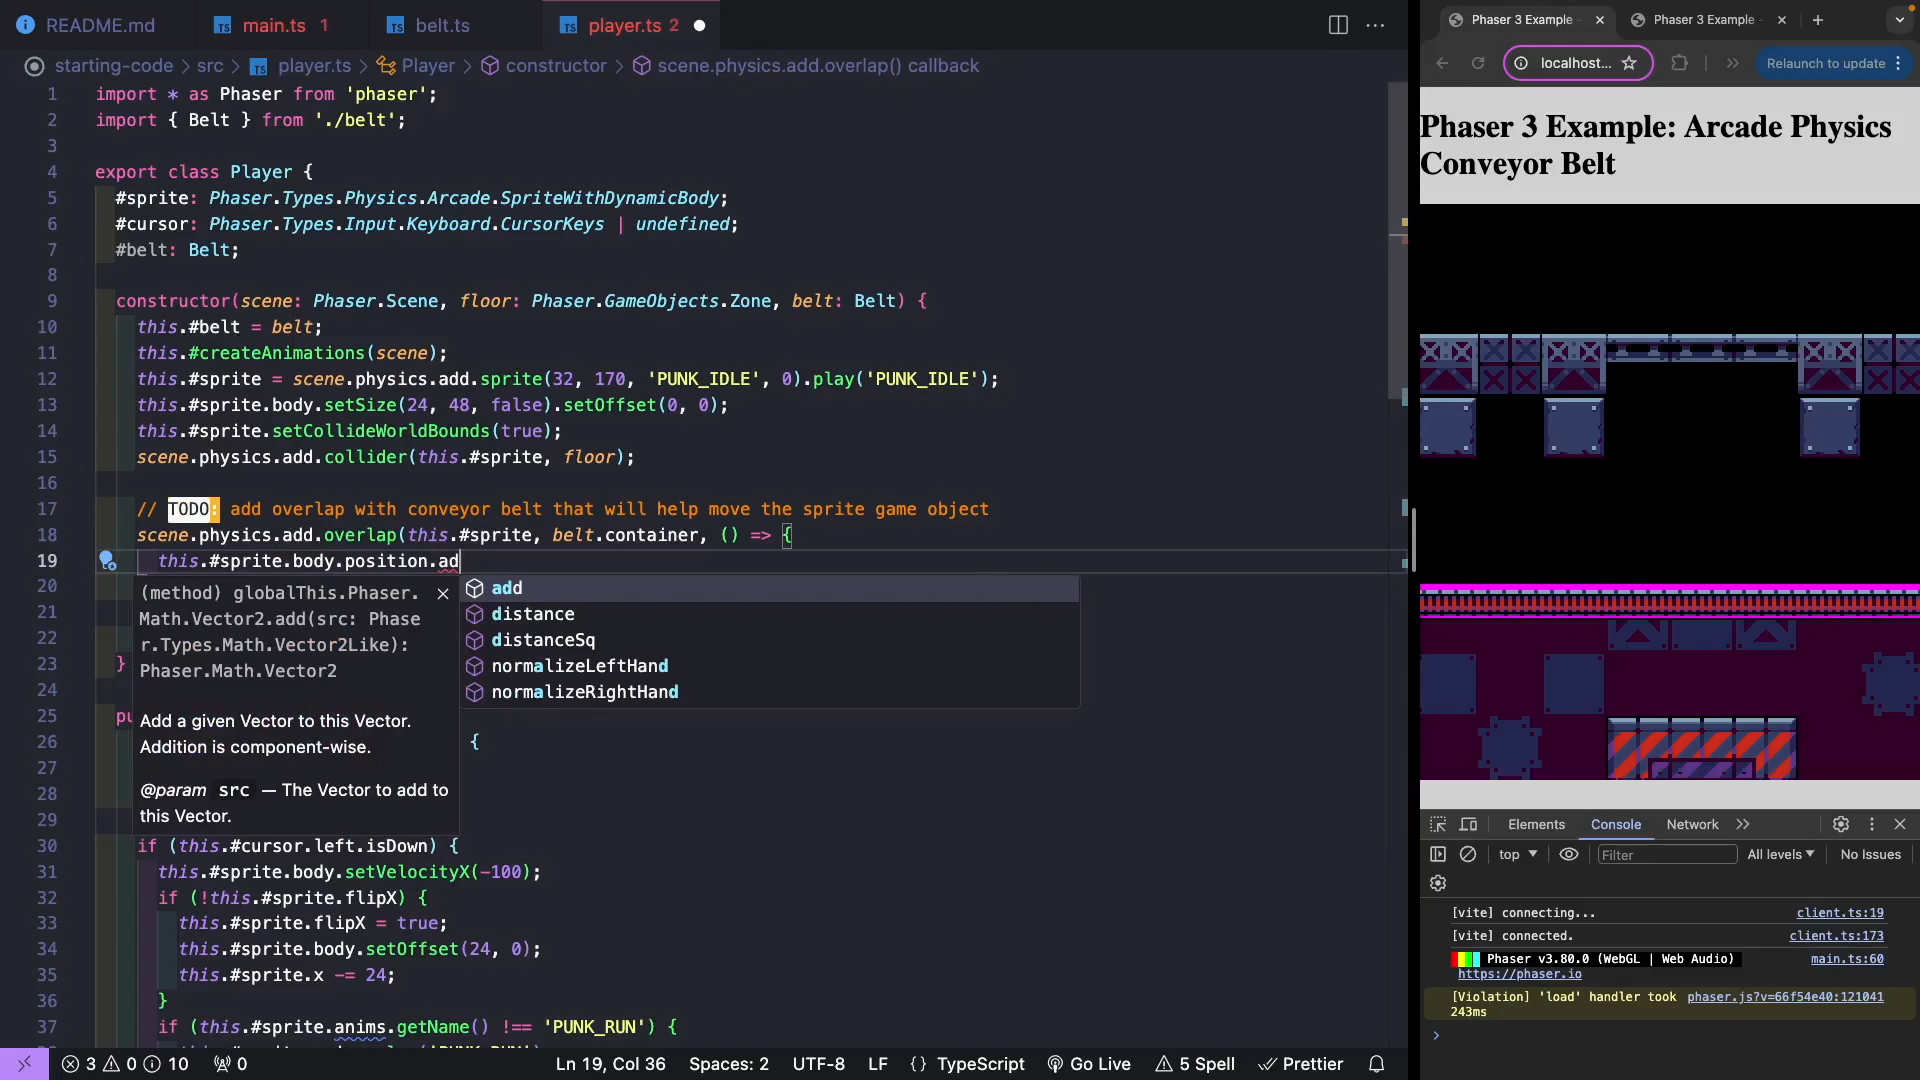 README.md
main.ts 1
belt.ts
player.ts 2
starting-code > src > player.ts > Player > constructor > scene.physics.add.overlap() callback
1 import * as Phaser from 'phaser';
2 import { Belt } from './belt';
3
4 export class Player {
5 #sprite: Phaser.Types.Physics.Arcade.SpriteWithDynamicBody;
6 #cursor: Phaser.Types.Input.Keyboard.CursorKeys | undefined;
7 #belt: Belt;
8
9 constructor(scene: Phaser.Scene, floor: Phaser.GameObjects.Zone, belt: Belt) {
10 this.#belt = belt;
11 this.#createAnimations(scene);
12 this.#sprite = scene.physics.add.sprite(32, 170, 'PUNK_IDLE', 0).play('PUNK_IDLE');
13 this.#sprite.body.setSize(24, 48, false).setOffset(0, 0);
14 this.#sprite.setCollideWorldBounds(true);
15 scene.physics.add.collider(this.#sprite, floor);
16
17 // TODO: add overlap with conveyor belt that will help move the sprite game object
18 scene.physics.add.overlap(this.#sprite, belt.container, () => {
19 this.#sprite.body.position.ad
20
21
22
23 }
24
25 pu
26 {
27
28
29
30 if (this.#cursor.left.isDown) {
31 this.#sprite.body.setVelocityX(-100);
32 if (!this.#sprite.flipX) {
33 this.#sprite.flipX = true;
34 this.#sprite.body.setOffset(24, 0);
35 this.#sprite.x -= 24;
36 }
37 if (this.#sprite.anims.getName() !== 'PUNK_RUN') {
(method) globalThis.Phaser.
Math.Vector2.add(src: Phase
r.Types.Math.Vector2Like):
Phaser.Math.Vector2
Add a given Vector to this Vector.
Addition is component-wise.
@param src — The Vector to add to
this Vector.
add
distance
distanceSq
normalizeLeftHand
normalizeRightHand
3 0 10 0
Ln 19, Col 36 Spaces: 2 UTF-8 LF {} TypeScript Go Live 5 Spell Prettier
Phaser 3 Example
Phaser 3 Example
localhost...
Relaunch to update
Phaser 3 Example: Arcade Physics
Conveyor Belt
Elements Console Network
top Filter All levels No Issues
[vite] connecting... client.ts:19
[vite] connected. client.ts:173
Phaser v3.80.0 (WebGL | Web Audio) main.ts:60
https://phaser.io
[Violation] 'load' handler took phaser.js?v=66f54e40:121041
243ms